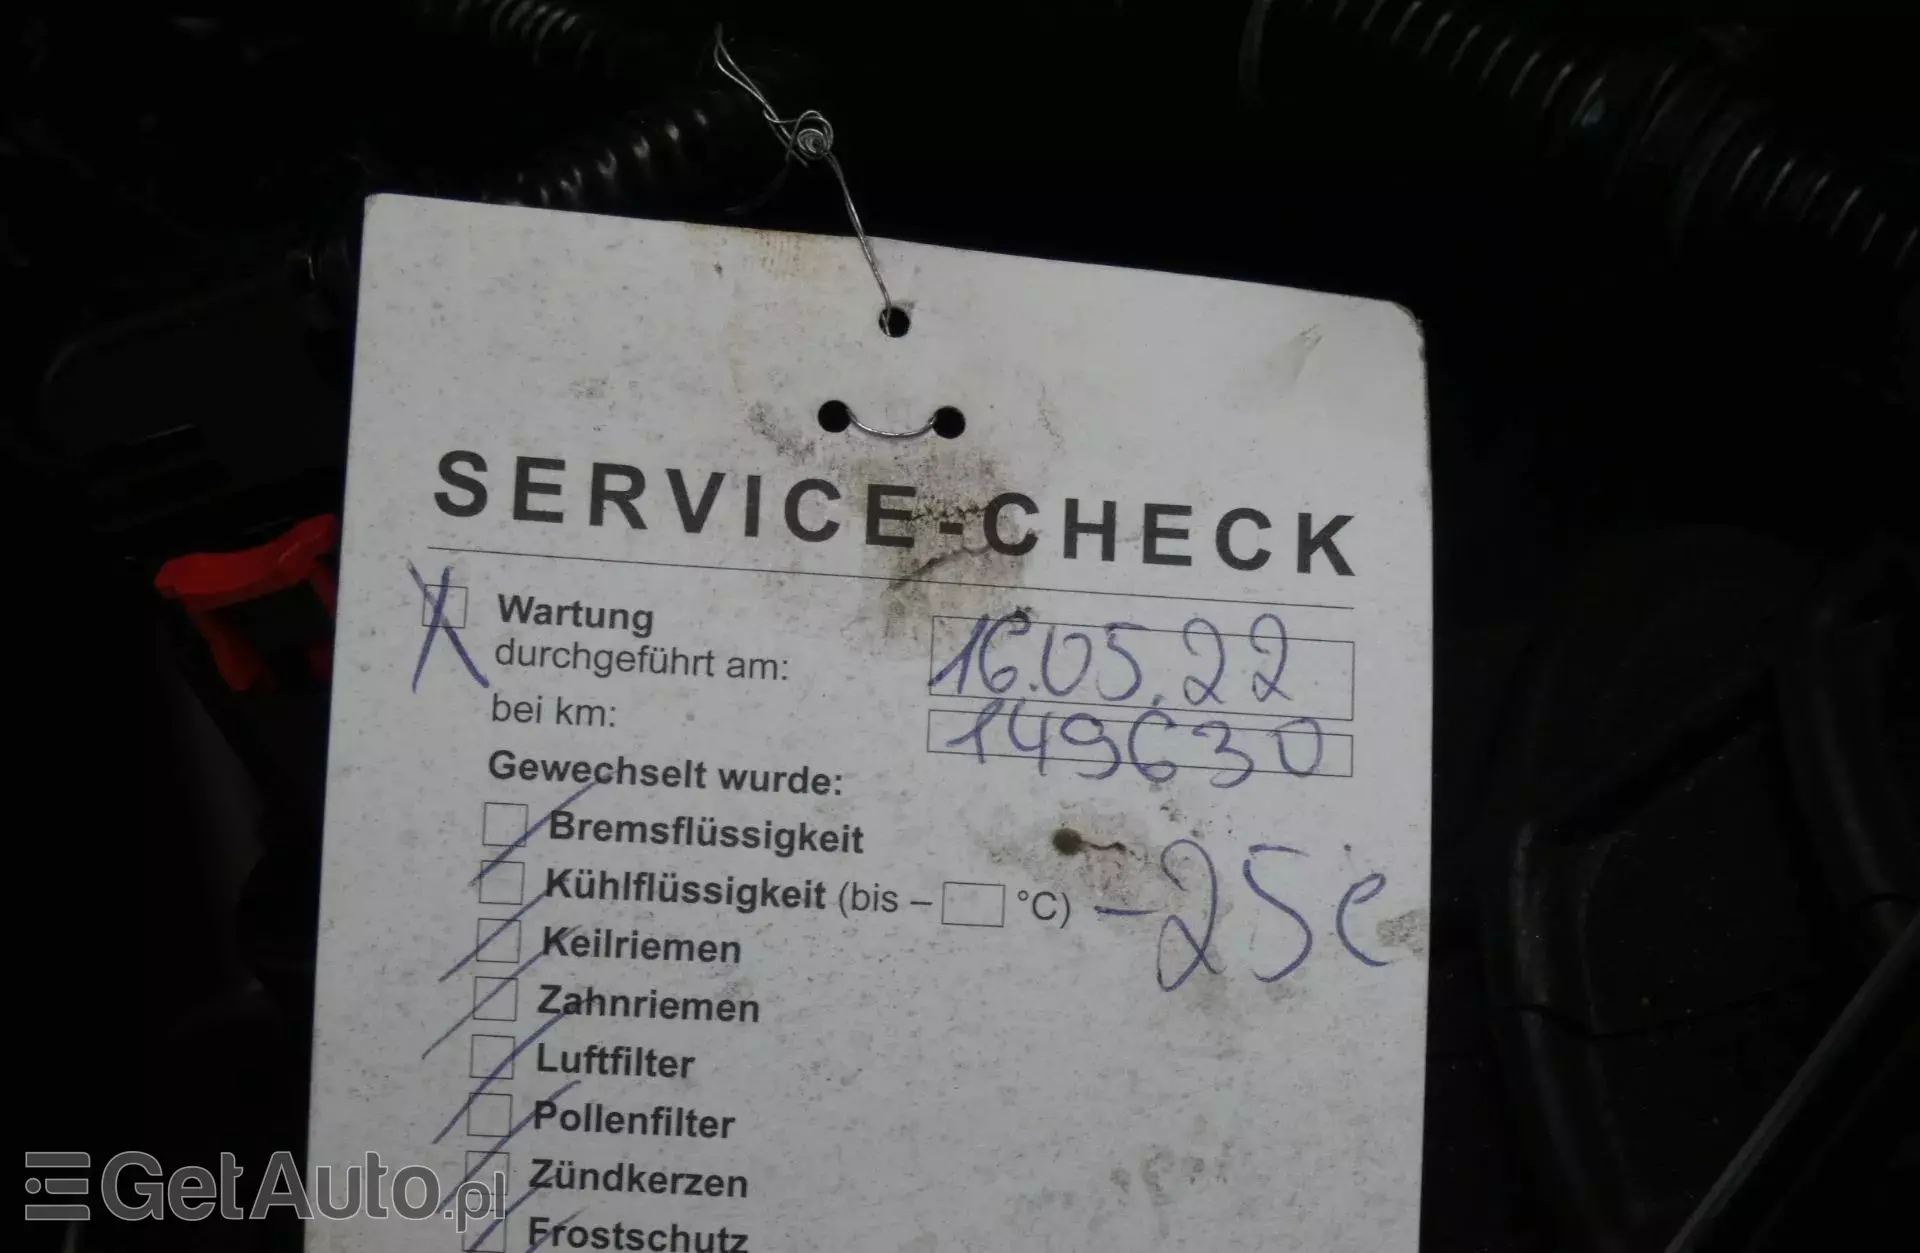 SERVICE-CHECK
Wartung
durchgeführt am: 16.05.22
bei km: 149630
Gewechselt wurde:
Bremsflüssigkeit
Kühlflüssigkeit (bis – °C) -25c
Keilriemen
Zahnriemen
Luftfilter
Pollenfilter
Zündkerzen
Frostschutz
GetAuto.pl